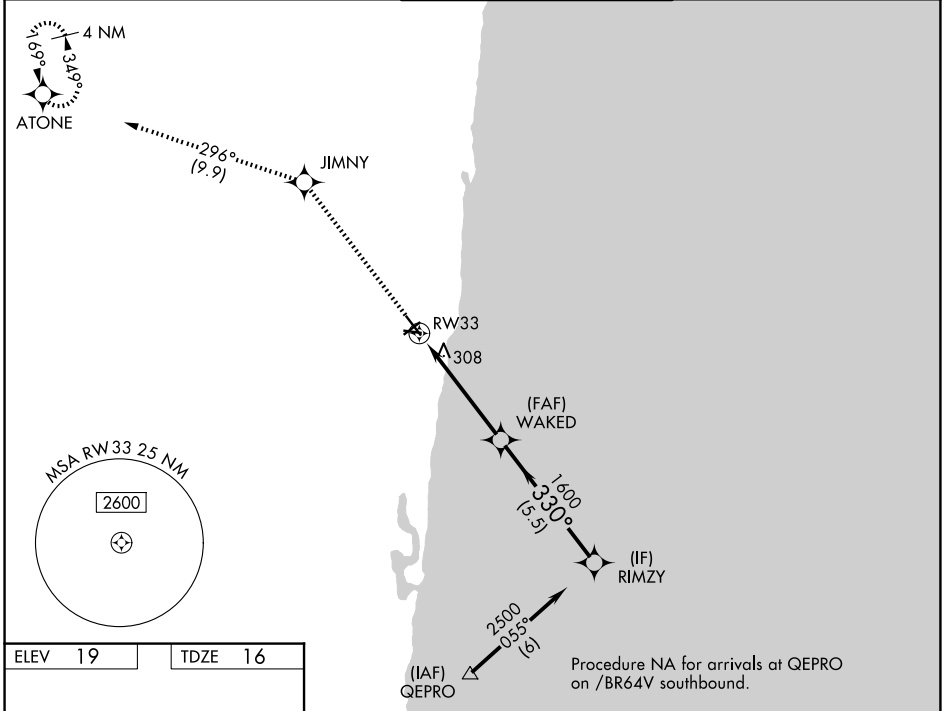 4 NM
169°
349°
ATONE
296°
(9.9)
JIMNY
RW33
308
(FAF)
WAKED
1600
330°
(5.5)
(IF)
RIMZY
MSA RW33 25 NM
2600
2500
055°
(6)
(IAF)
QEPRO
Procedure NA for arrivals at QEPRO
on /BR64V southbound.
ELEV 19
TDZE 16